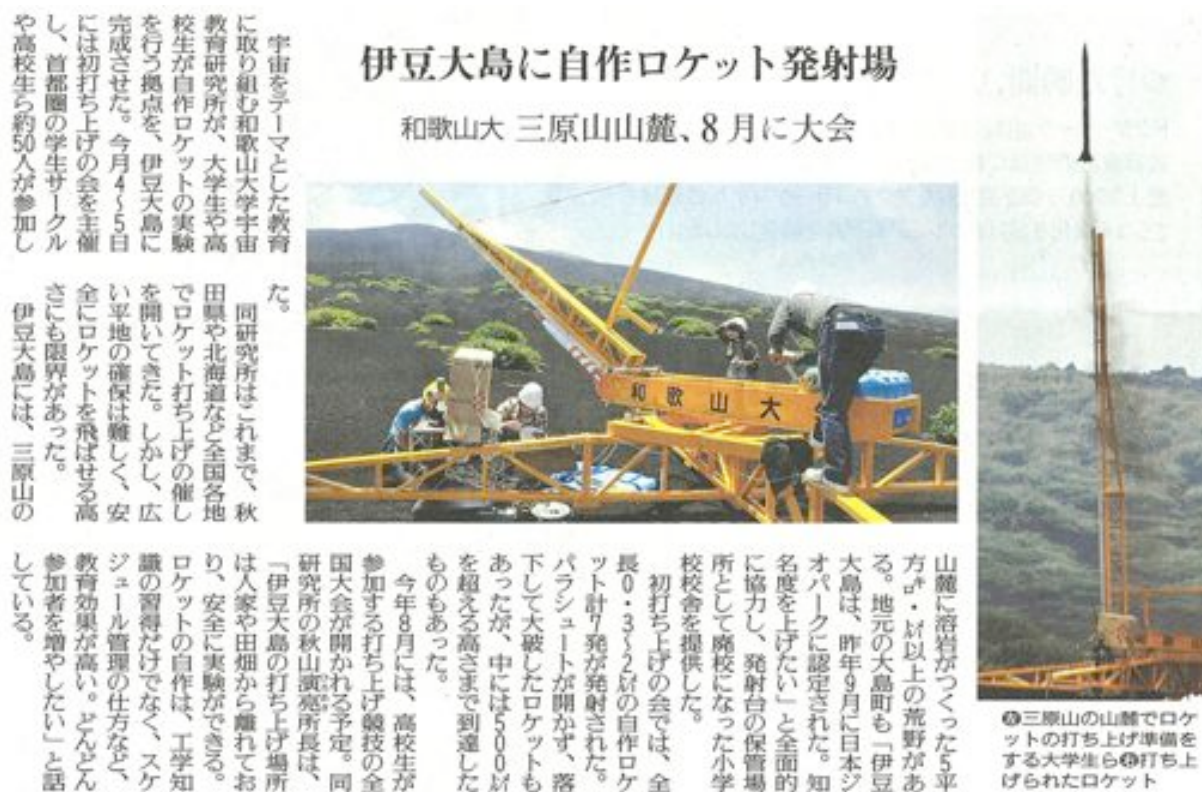 伊豆大島に自作ロケット発射場
和歌山大 三原山山麓、8月に大会
宇宙をテーマとした教育
に取り組む和歌山大学宇宙
教育研究所が、大学生や高
校生が自作ロケットの実験
を行う拠点を、伊豆大島に
完成させた。今月4~5日
には初打ち上げの会を主催
し、首都圏の学生サークル
や高校生ら約50人が参加し
た。
同研究所はこれまで、秋
田県や北海道など全国各地
でロケット打ち上げの催し
を開いてきた。しかし、広
い平地の確保は難しく、安
全にロケットを飛ばせる高
さにも限界があった。
伊豆大島には、三原山の
山麓に溶岩がつくった5平
方㌔・㍍以上の荒野があ
る。地元の大島町も「伊豆
大島は、昨年9月に日本ジ
オパークに認定された。知
名度を上げたい」と全面的
に協力し、発射台の保管場
所として廃校になった小学
校校舎を提供した。
初打ち上げの会では、全
長0・3~2㍍の自作ロケ
ット計7発が発射された。
パラシュートが開かず、落
下して大破したロケットも
あったが、中には500㍍
を超える高さまで到達した
ものもあった。
今年8月には、高校生が
参加する打ち上げ競技の全
国大会が開かれる予定。同
研究所の秋山演亮所長は、
「伊豆大島の打ち上げ場所
は人家や田畑から離れてお
り、安全に実験ができる。
ロケットの自作は、工学知
識の習得だけでなく、スケ
ジュール管理の仕方など、
教育効果が高い。どんどん
参加者を増やしたい」と話
している。
和歌山大
三原山の山麓でロケ
ットの打ち上げ準備を
する大学生ら 打ち上
げられたロケット